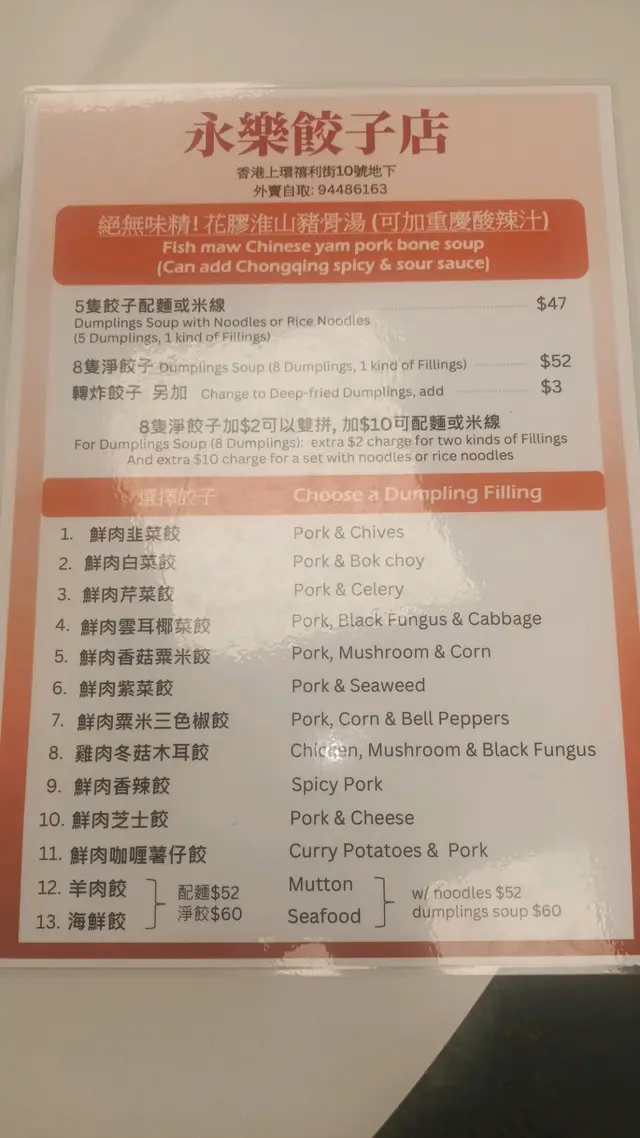 永樂餃子店
香港上環禧利街10號地下
外賣自取: 94486163
絕無味精! 花膠淮山豬骨湯 (可加重慶酸辣汁)
Fish maw Chinese yam pork bone soup
(Can add Chongqing spicy & sour sauce)
5隻餃子配麵或米線 $47
Dumplings Soup with Noodles or Rice Noodles
(5 Dumplings, 1 kind of Fillings)
8隻淨餃子 Dumplings Soup (8 Dumplings, 1 kind of Fillings) $52
轉炸餃子 另加 Change to Deep-fried Dumplings, add $3
8隻淨餃子加$2可以雙拼, 加$10可配麵或米線
For Dumplings Soup (8 Dumplings): extra $2 charge for two kinds of Fillings
And extra $10 charge for a set with noodles or rice noodles
選擇餃子 Choose a Dumpling Filling
1. 鮮肉韭菜餃 Pork & Chives
2. 鮮肉白菜餃 Pork & Bok choy
3. 鮮肉芹菜餃 Pork & Celery
4. 鮮肉雲耳椰菜餃 Pork, Black Fungus & Cabbage
5. 鮮肉香菇粟米餃 Pork, Mushroom & Corn
6. 鮮肉紫菜餃 Pork & Seaweed
7. 鮮肉粟米三色椒餃 Pork, Corn & Bell Peppers
8. 雞肉冬菇木耳餃 Chicken, Mushroom & Black Fungus
9. 鮮肉香辣餃 Spicy Pork
10. 鮮肉芝士餃 Pork & Cheese
11. 鮮肉咖喱薯仔餃 Curry Potatoes & Pork
12. 羊肉餃 配麵$52 Mutton w/ noodles $52
13. 海鮮餃 淨餃$60 Seafood dumplings soup $60